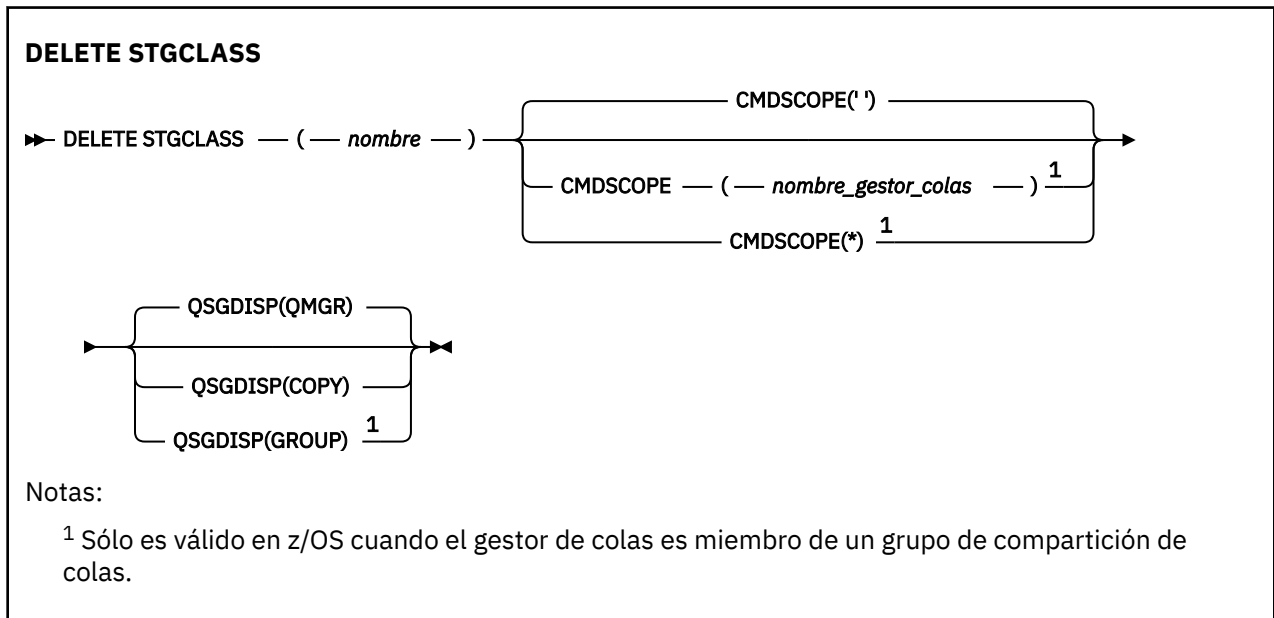 DELETE STGCLASS
CMDSCOPE(' ')
DELETE STGCLASS ( nombre )
CMDSCOPE ( nombre_gestor_colas ) 1
CMDSCOPE(*) 1
QSGDISP(QMGR)
QSGDISP(COPY)
QSGDISP(GROUP) 1
Notas:
1 Sólo es válido en z/OS cuando el gestor de colas es miembro de un grupo de compartición de
colas.